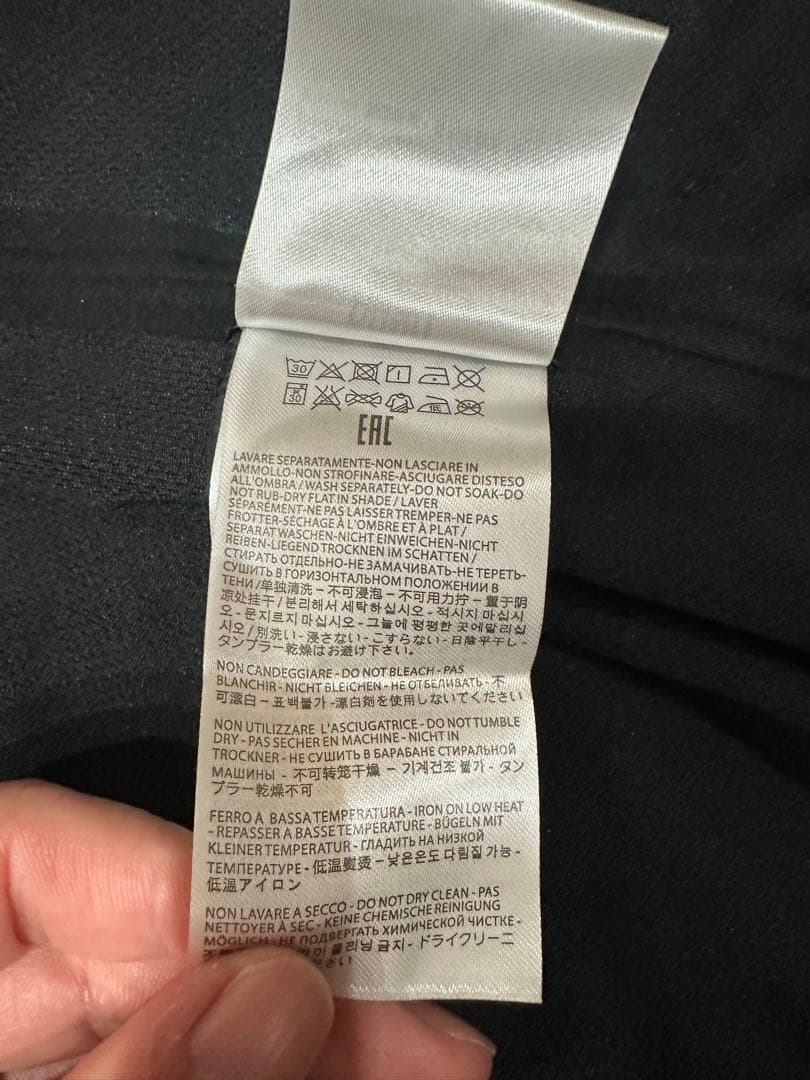 30
30
低
EAC
LAVARE SEPARATAMENTE-NON LASCIARE IN
AMMOLLO-NON STROFINARE-ASCIUGARE DISTESO
ALL'OMBRA / WASH SEPARATELY-DO NOT SOAK-DO
NOT RUB-DRY FLAT IN SHADE / LAVER
SÉPARÉMENT-NE PAS LAISSER TREMPER-NE PAS
FROTTER-SÉCHAGE À L'OMBRE ET À PLAT /
SEPARAT WASCHEN-NICHT EINWEICHEN-NICHT
REIBEN-LIEGEND TROCKNEN IM SCHATTEN /
СТИРАТЬ ОТДЕЛЬНО-НЕ ЗАМАЧИВАТЬ-НЕ ТЕРЕТЬ-
СУШИТЬ В ГОРИЗОНТАЛЬНОМ ПОЛОЖЕНИИ В
ТЕНИ /单独清洗 – 不可浸泡 – 不可用力拧 – 置于阴
凉处挂干 / 분리해서 세탁하십시오 - 적시지 마십시
오 - 문지르지 마십시오 - 그늘에 평평한 곳에말리십
시오 / 別洗い - 浸さない - こすらない - 日陰平干し -
タンブラー乾燥はお避け下さい。
NON CANDEGGIARE - DO NOT BLEACH - PAS
BLANCHIR - NICHT BLEICHEN - НЕ ОТБЕЛИВАТЬ - 不
可漂白 – 표백불가 -漂白剤を使用しないでください
NON UTILIZZARE L'ASCIUGATRICE - DO NOT TUMBLE
DRY - PAS SECHER EN MACHINE - NICHT IN
TROCKNER - НЕ СУШИТЬ В БАРАБАНЕ СТИРАЛЬНОЙ
МАШИНЫ - 不可转笼干燥 – 기계건조 불가 - タン
ブラー乾燥不可
FERRO A BASSA TEMPERATURA - IRON ON LOW HEAT
- REPASSER A BASSE TEMPÉRATURE - BÜGELN MIT
KLEINER TEMPERATUR - ГЛАДИТЬ НА НИЗКОЙ
ТЕМПЕРАТУРЕ - 低温熨烫 – 낮은온도 다림질 가능 -
低温アイロン
NON LAVARE A SECCO - DO NOT DRY CLEAN - PAS
NETTOYER À SEC - KEINE CHEMISCHE REINIGUNG
MÖGLICH - НЕ ПОДВЕРГАТЬ ХИМИЧЕСКОЙ ЧИСТКЕ -
클리닝 금지 - ドライクリーニ
ださい